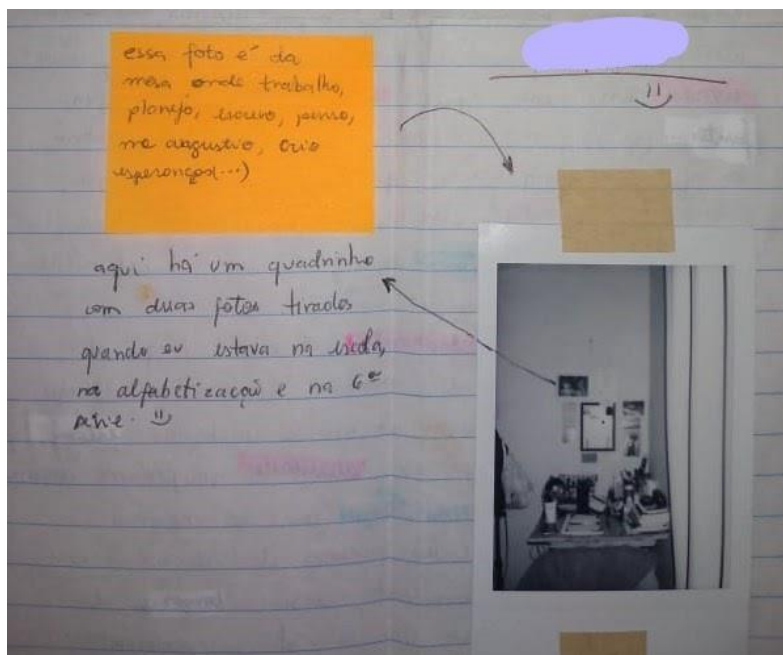 essa foto é da
mesa onde trabalho,
planejo, escrevo, penso,
me angustio, crio
esperanças(...)
aqui há um quadrinho
com duas fotos tiradas
quando eu estava na escola,
na alfabetização e na 6ª
série. :)